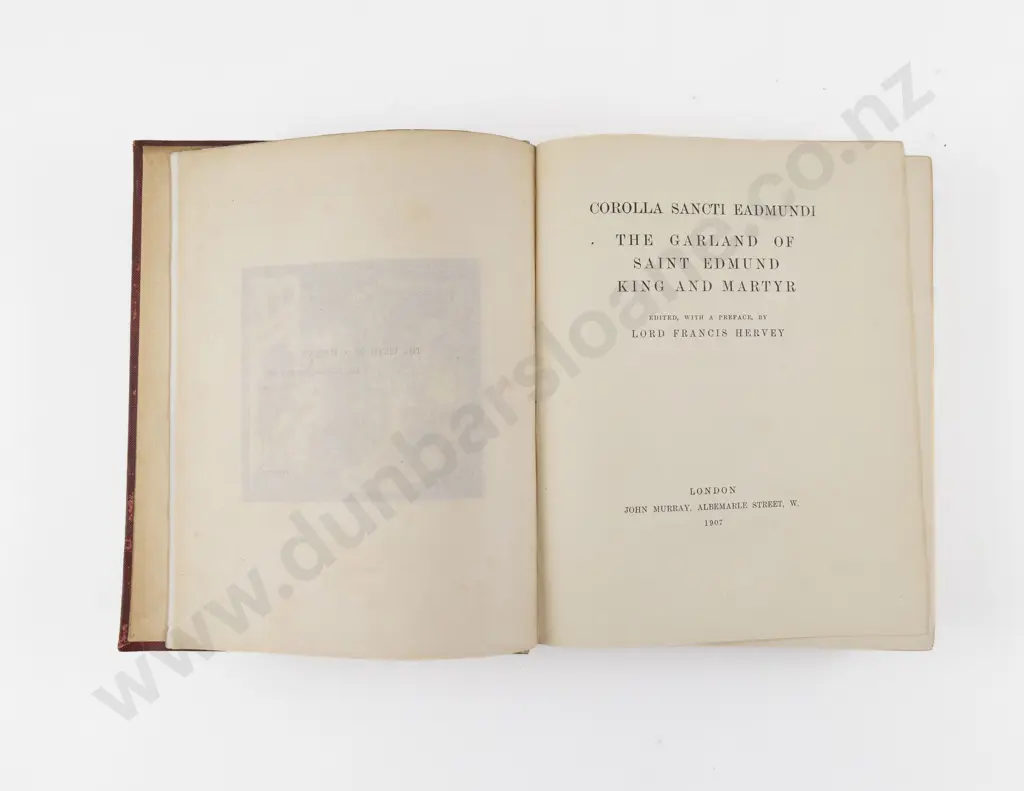 COROLLA SANCTI EADMUNDI
THE GARLAND OF
SAINT EDMUND
KING AND MARTYR
EDITED, WITH A PREFACE, BY
LORD FRANCIS HERVEY
LONDON
JOHN MURRAY, ALBEMARLE STREET, W.
1907
www.dunbarsloane.co.nz